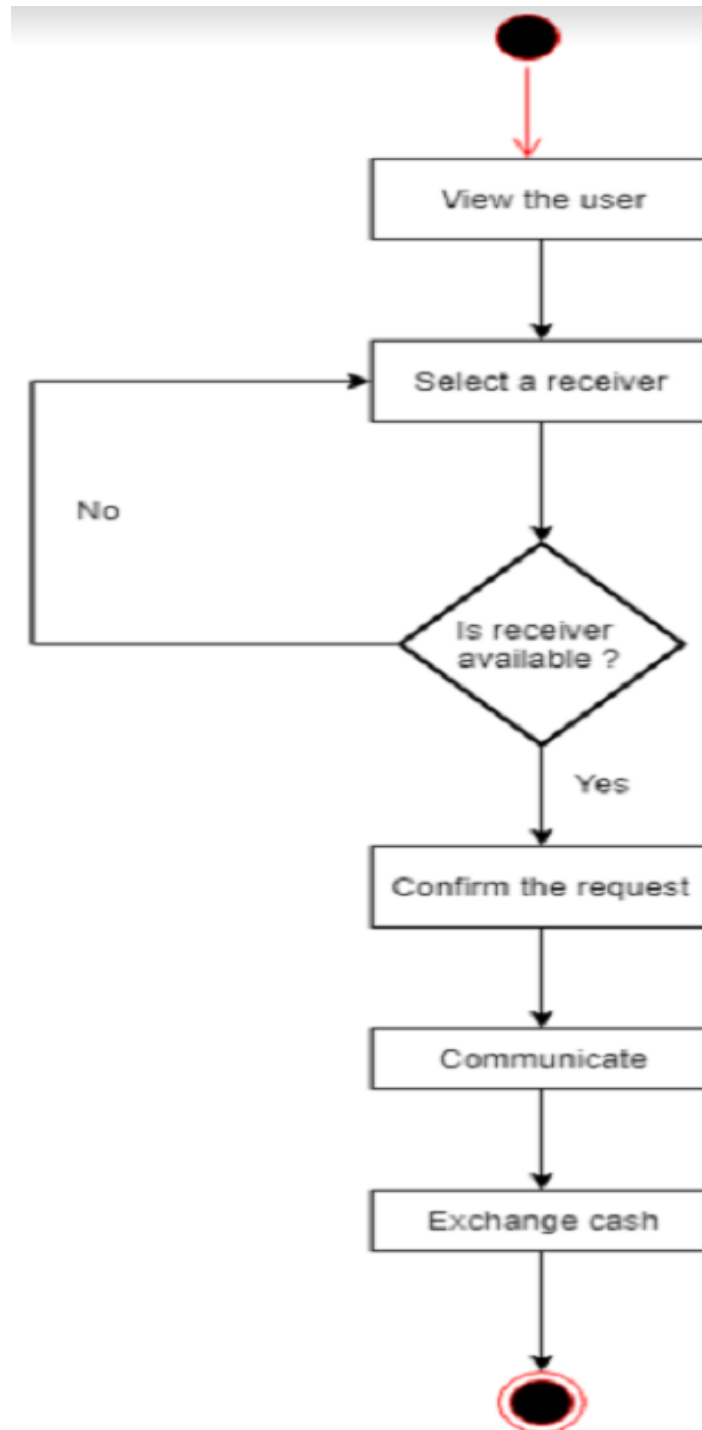 View the user
Select a receiver
No
Is receiver
available ?
Yes
Confirm the request
Communicate
Exchange cash